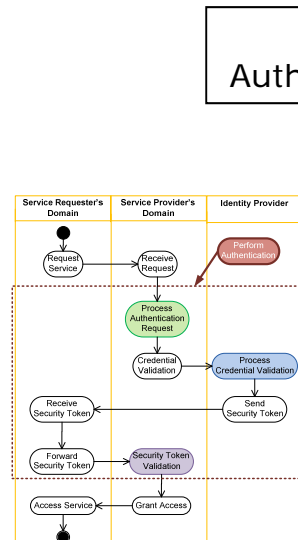 Auth
Service Requester's
Domain
Service Provider's
Domain
Identity Provider
Request
Service
Receive
Request
Perform
Authentication
Process
Authentication
Request
Credential
Validation
Process
Credential Validation
Receive
Security Token
Send
Security Token
Forward
Security Token
Security Token
Validation
Access Service
Grant Access